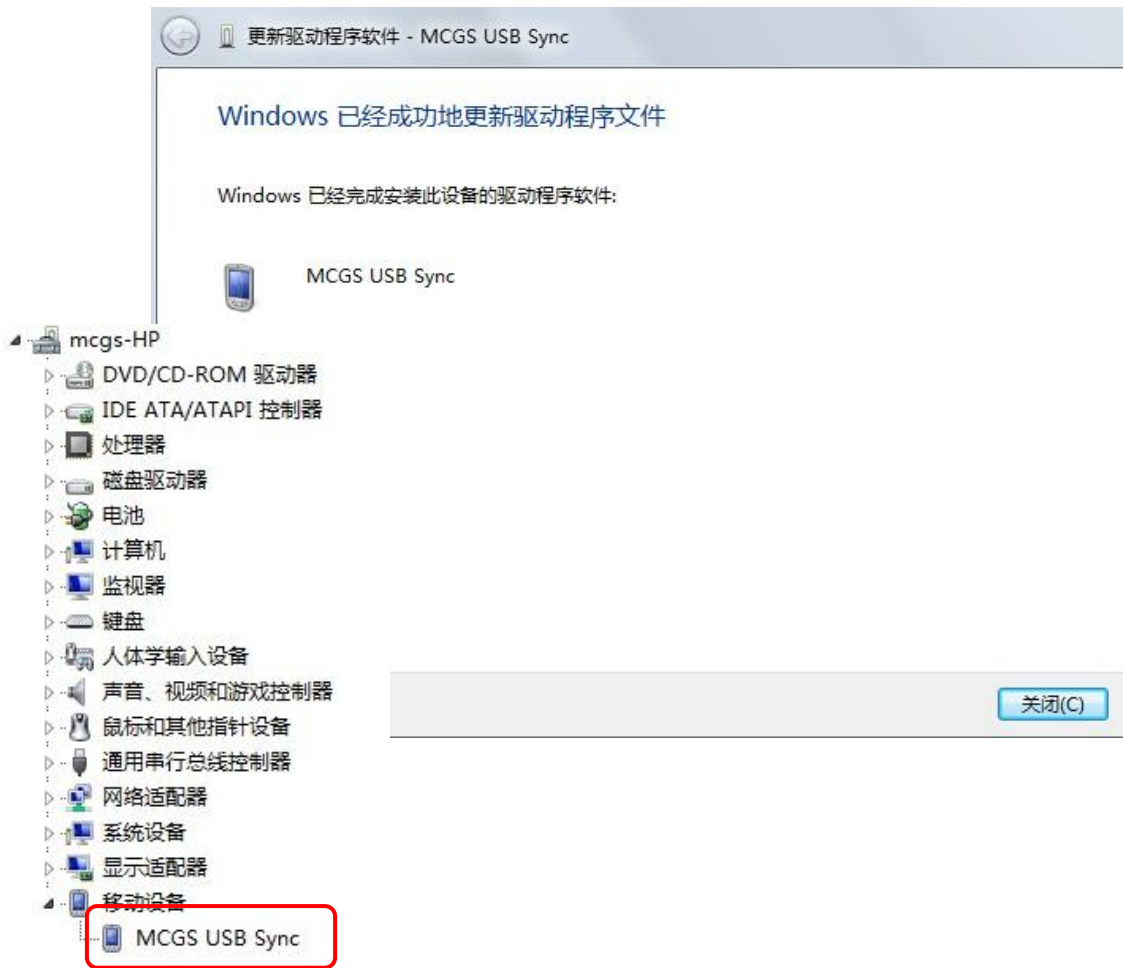 更新驱动程序软件 - MCGS USB Sync
Windows 已经成功地更新驱动程序文件
Windows 已经完成安装此设备的驱动程序软件:
MCGS USB Sync
mcgs-HP
DVD/CD-ROM 驱动器
IDE ATA/ATAPI 控制器
处理器
磁盘驱动器
电池
计算机
监视器
键盘
人体学输入设备
声音、视频和游戏控制器
鼠标和其他指针设备
通用串行总线控制器
网络适配器
系统设备
显示适配器
移动设备
MCGS USB Sync
关闭(C)